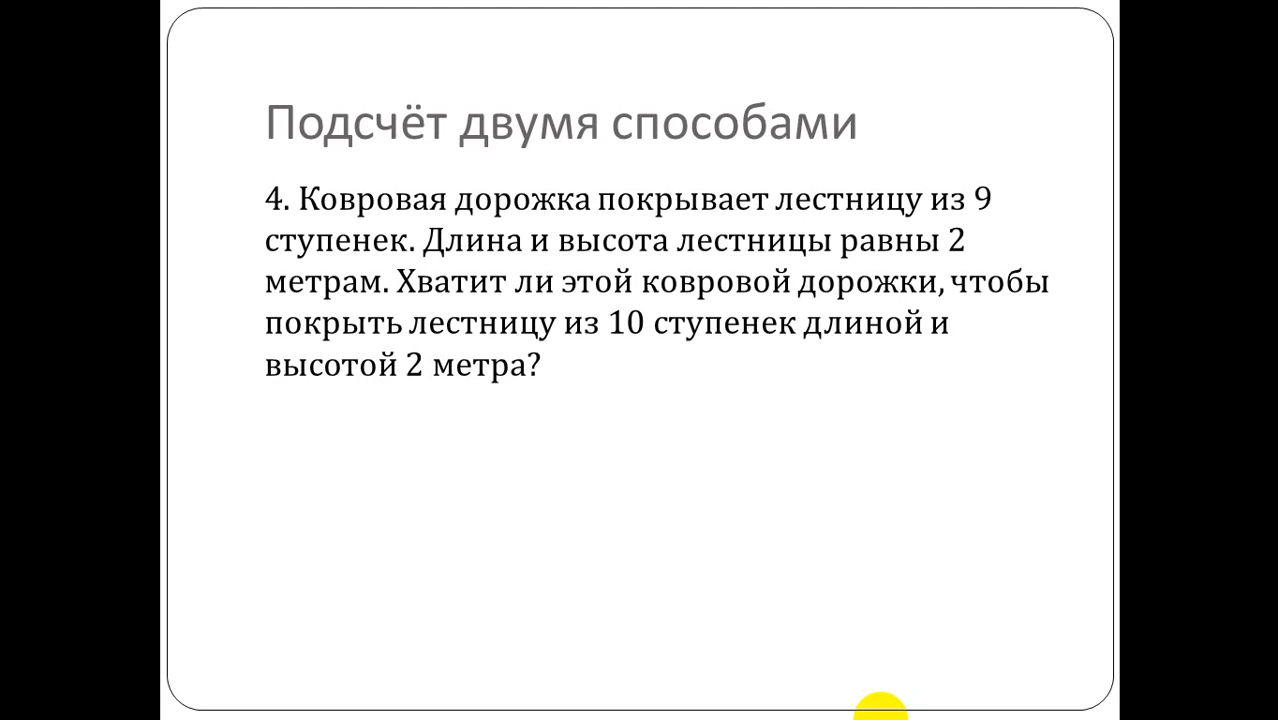 Подсчёт двумя способами
4. Ковровая дорожка покрывает лестницу из 9
ступенек. Длина и высота лестницы равны 2
метрам. Хватит ли этой ковровой дорожки, чтобы
покрыть лестницу из 10 ступенек длиной и
высотой 2 метра?